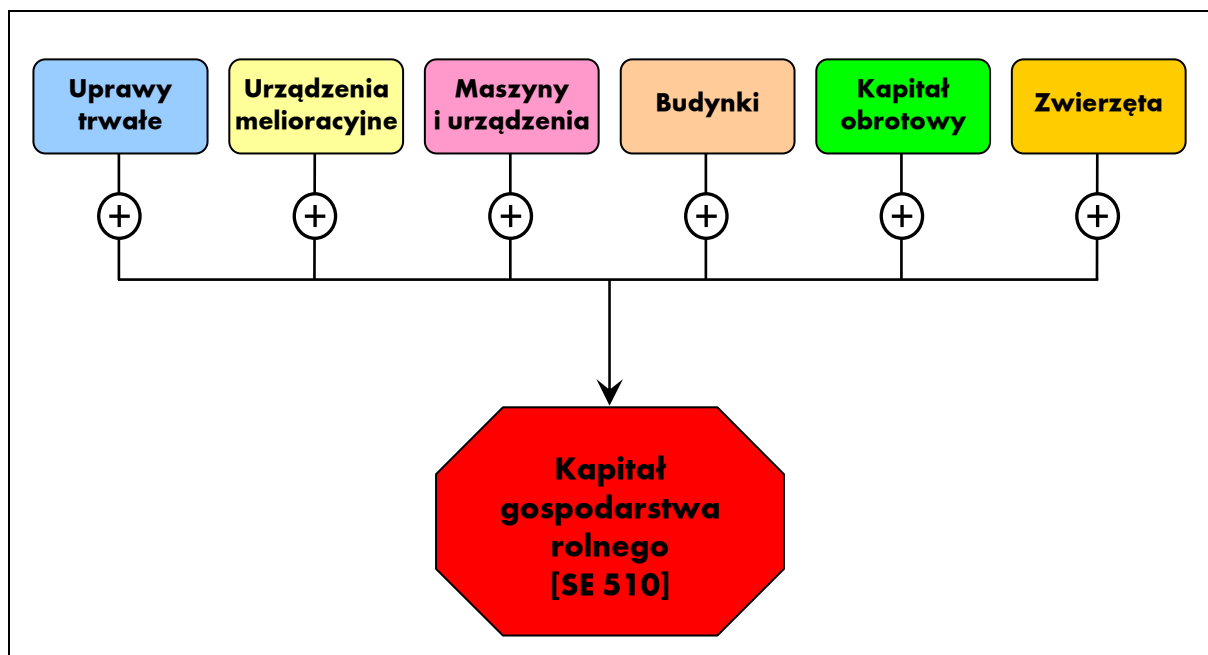 Uprawy
trwałe
Urządzenia
melioracyjne
Maszyny
i urządzenia
Budynki
Kapitał
obrotowy
Zwierzęta
+ + + + + +
Kapitał
gospodarstwa
rolnego
[SE 510]